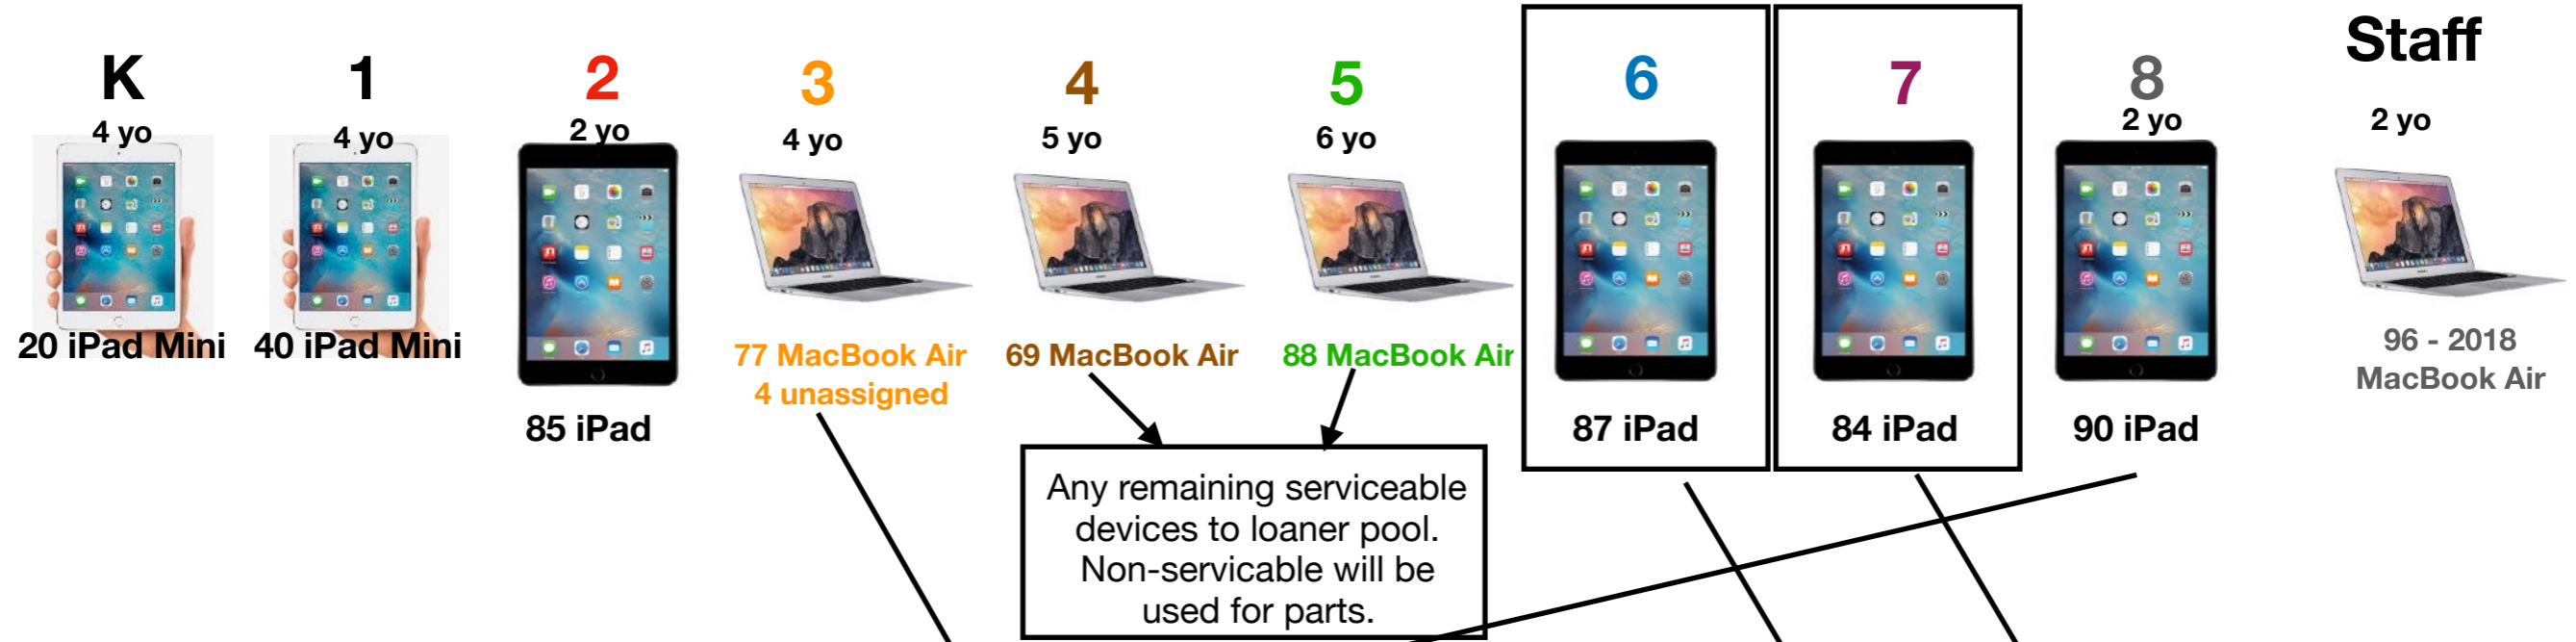 K
4 yo
20 iPad Mini
1
4 yo
40 iPad Mini
2
2 yo
85 iPad
3
4 yo
77 MacBook Air
4 unassigned
4
5 yo
69 MacBook Air
5
6 yo
88 MacBook Air
Any remaining serviceable
devices to loaner pool.
Non-servicable will be
used for parts.
6
87 iPad
7
84 iPad
8
2 yo
90 iPad
Staff
2 yo
96 - 2018
MacBook Air